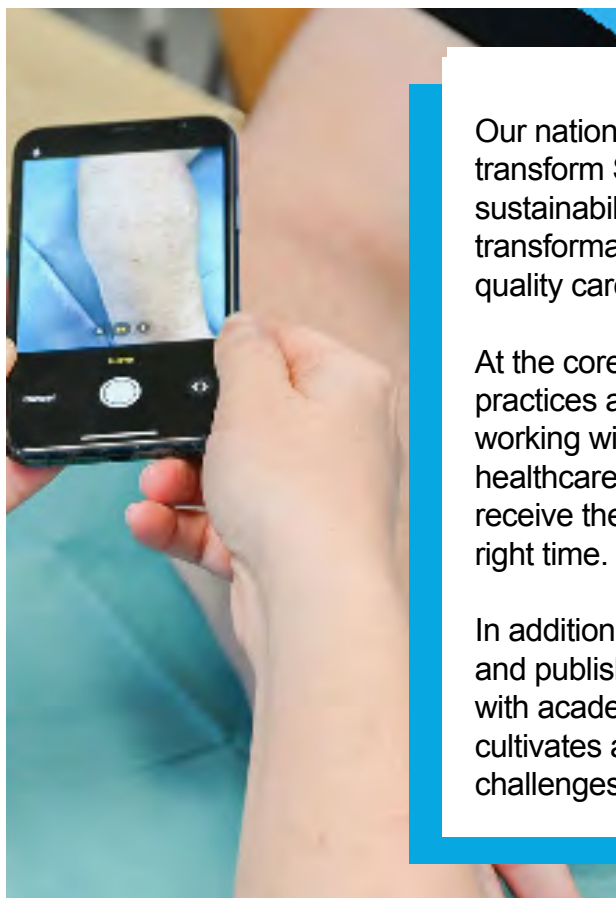 Our nation
transform S
sustainabil
transforma
quality care
At the core
practices a
working wi
healthcare
receive the
right time.
In addition
and publish
with acade
cultivates a
challenges